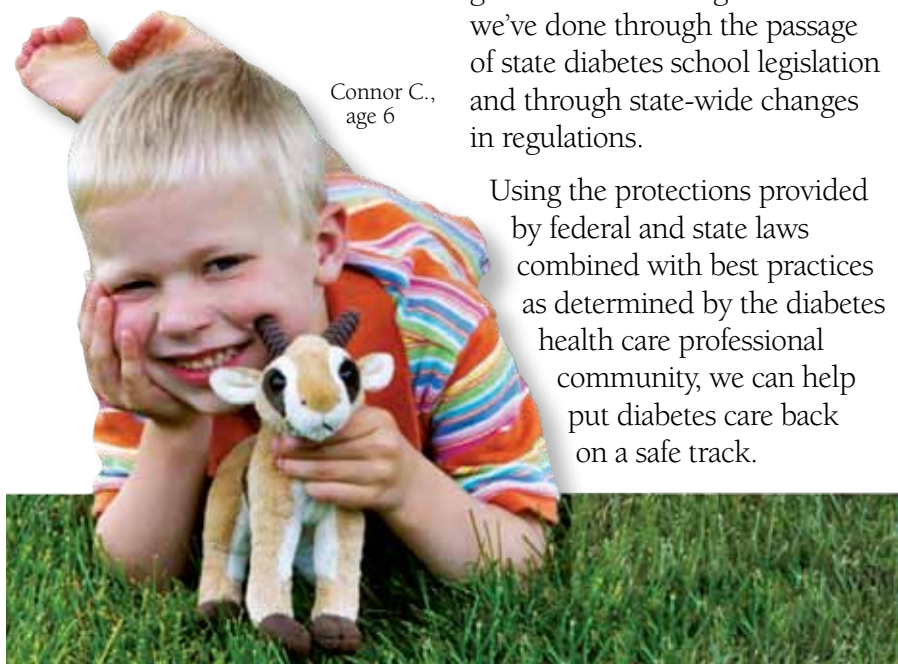 Connor C.,
age 6
we've done through the passage
of state diabetes school legislation
and through state-wide changes
in regulations.
Using the protections provided
by federal and state laws
combined with best practices
as determined by the diabetes
health care professional
community, we can help
put diabetes care back
on a safe track.